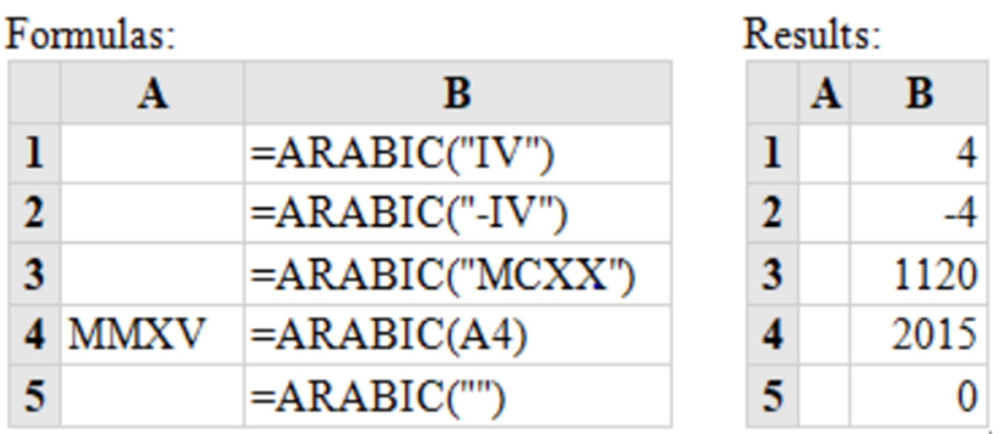 Formulas:
A B
1 =ARABIC("IV")
2 =ARABIC("-IV")
3 =ARABIC("MCXX")
4 MMXV =ARABIC(A4)
5 =ARABIC("")
Results:
A B
1 4
2 -4
3 1120
4 2015
5 0